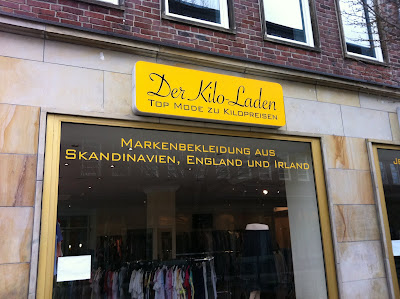 Der Kilo-Laden
Top Mode zu Kilopreisen
Markenbekleidung aus
Skandinavien, England und Irland